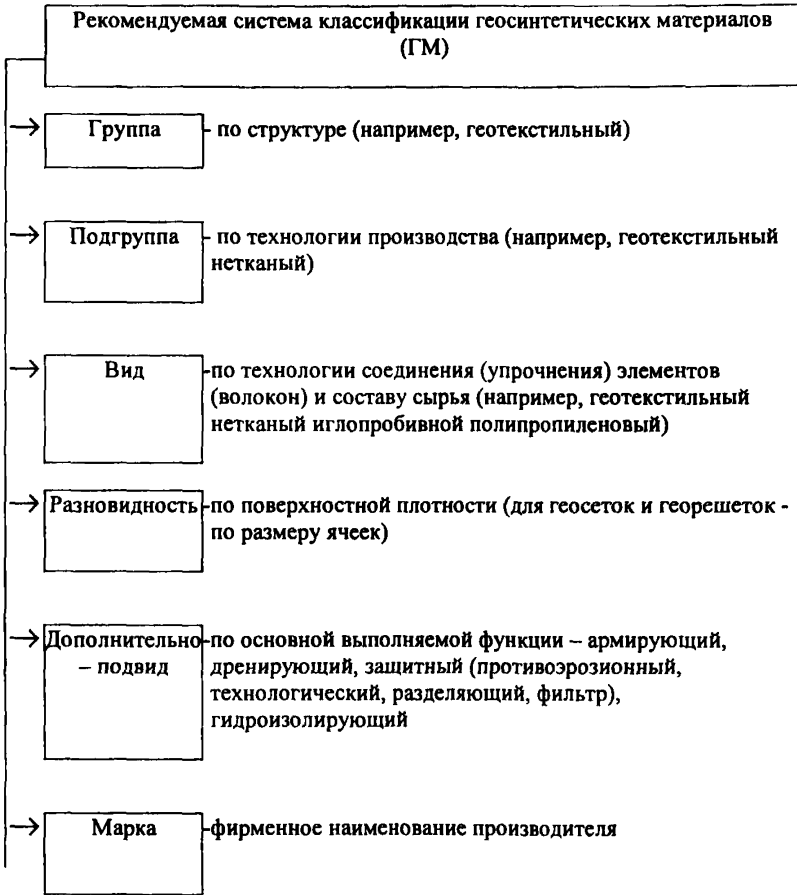 Рекомендуемая система классификации геосинтетических материалов
(ГМ)
Группа - по структуре (например, геотекстильный)
Подгруппа - по технологии производства (например, геотекстильный
нетканый)
Вид -по технологии соединения (упрочнения) элементов
(волокон) и составу сырья (например, геотекстильный
нетканый иглопробивной полипропиленовый)
Разновидность -по поверхностной плотности (для геосеток и георешеток -
по размеру ячеек)
Дополнительно -по основной выполняемой функции – армирующий,
– подвид дренирующий, защитный (противоэрозионный,
технологический, разделяющий, фильтр),
гидроизолирующий
Марка -фирменное наименование производителя